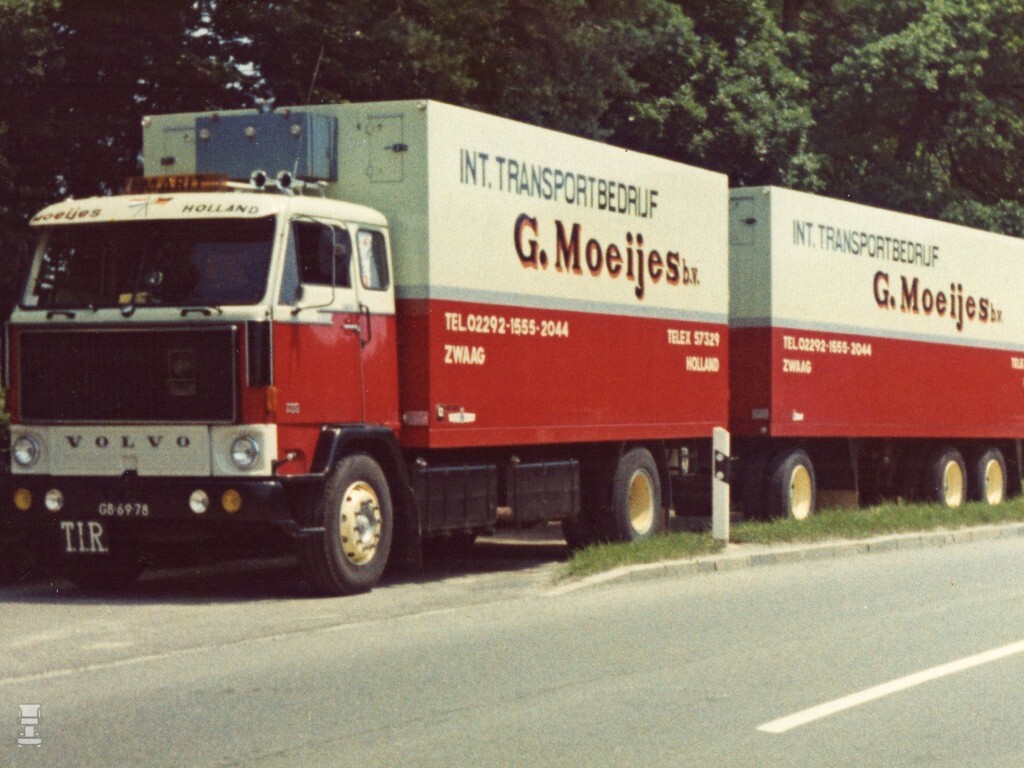 MARIT
Moeijes HOLLAND
VOLVO
GB-69-78
T.I.R.
INT. TRANSPORTBEDRIJF
G. Moeijes b.v.
TEL.02292-1555-2044
ZWAAG
TELEX 57329
HOLLAND
INT. TRANSPORTBEDRIJF
G. Moeijes b.v.
TEL.02292-1555-2044
ZWAAG